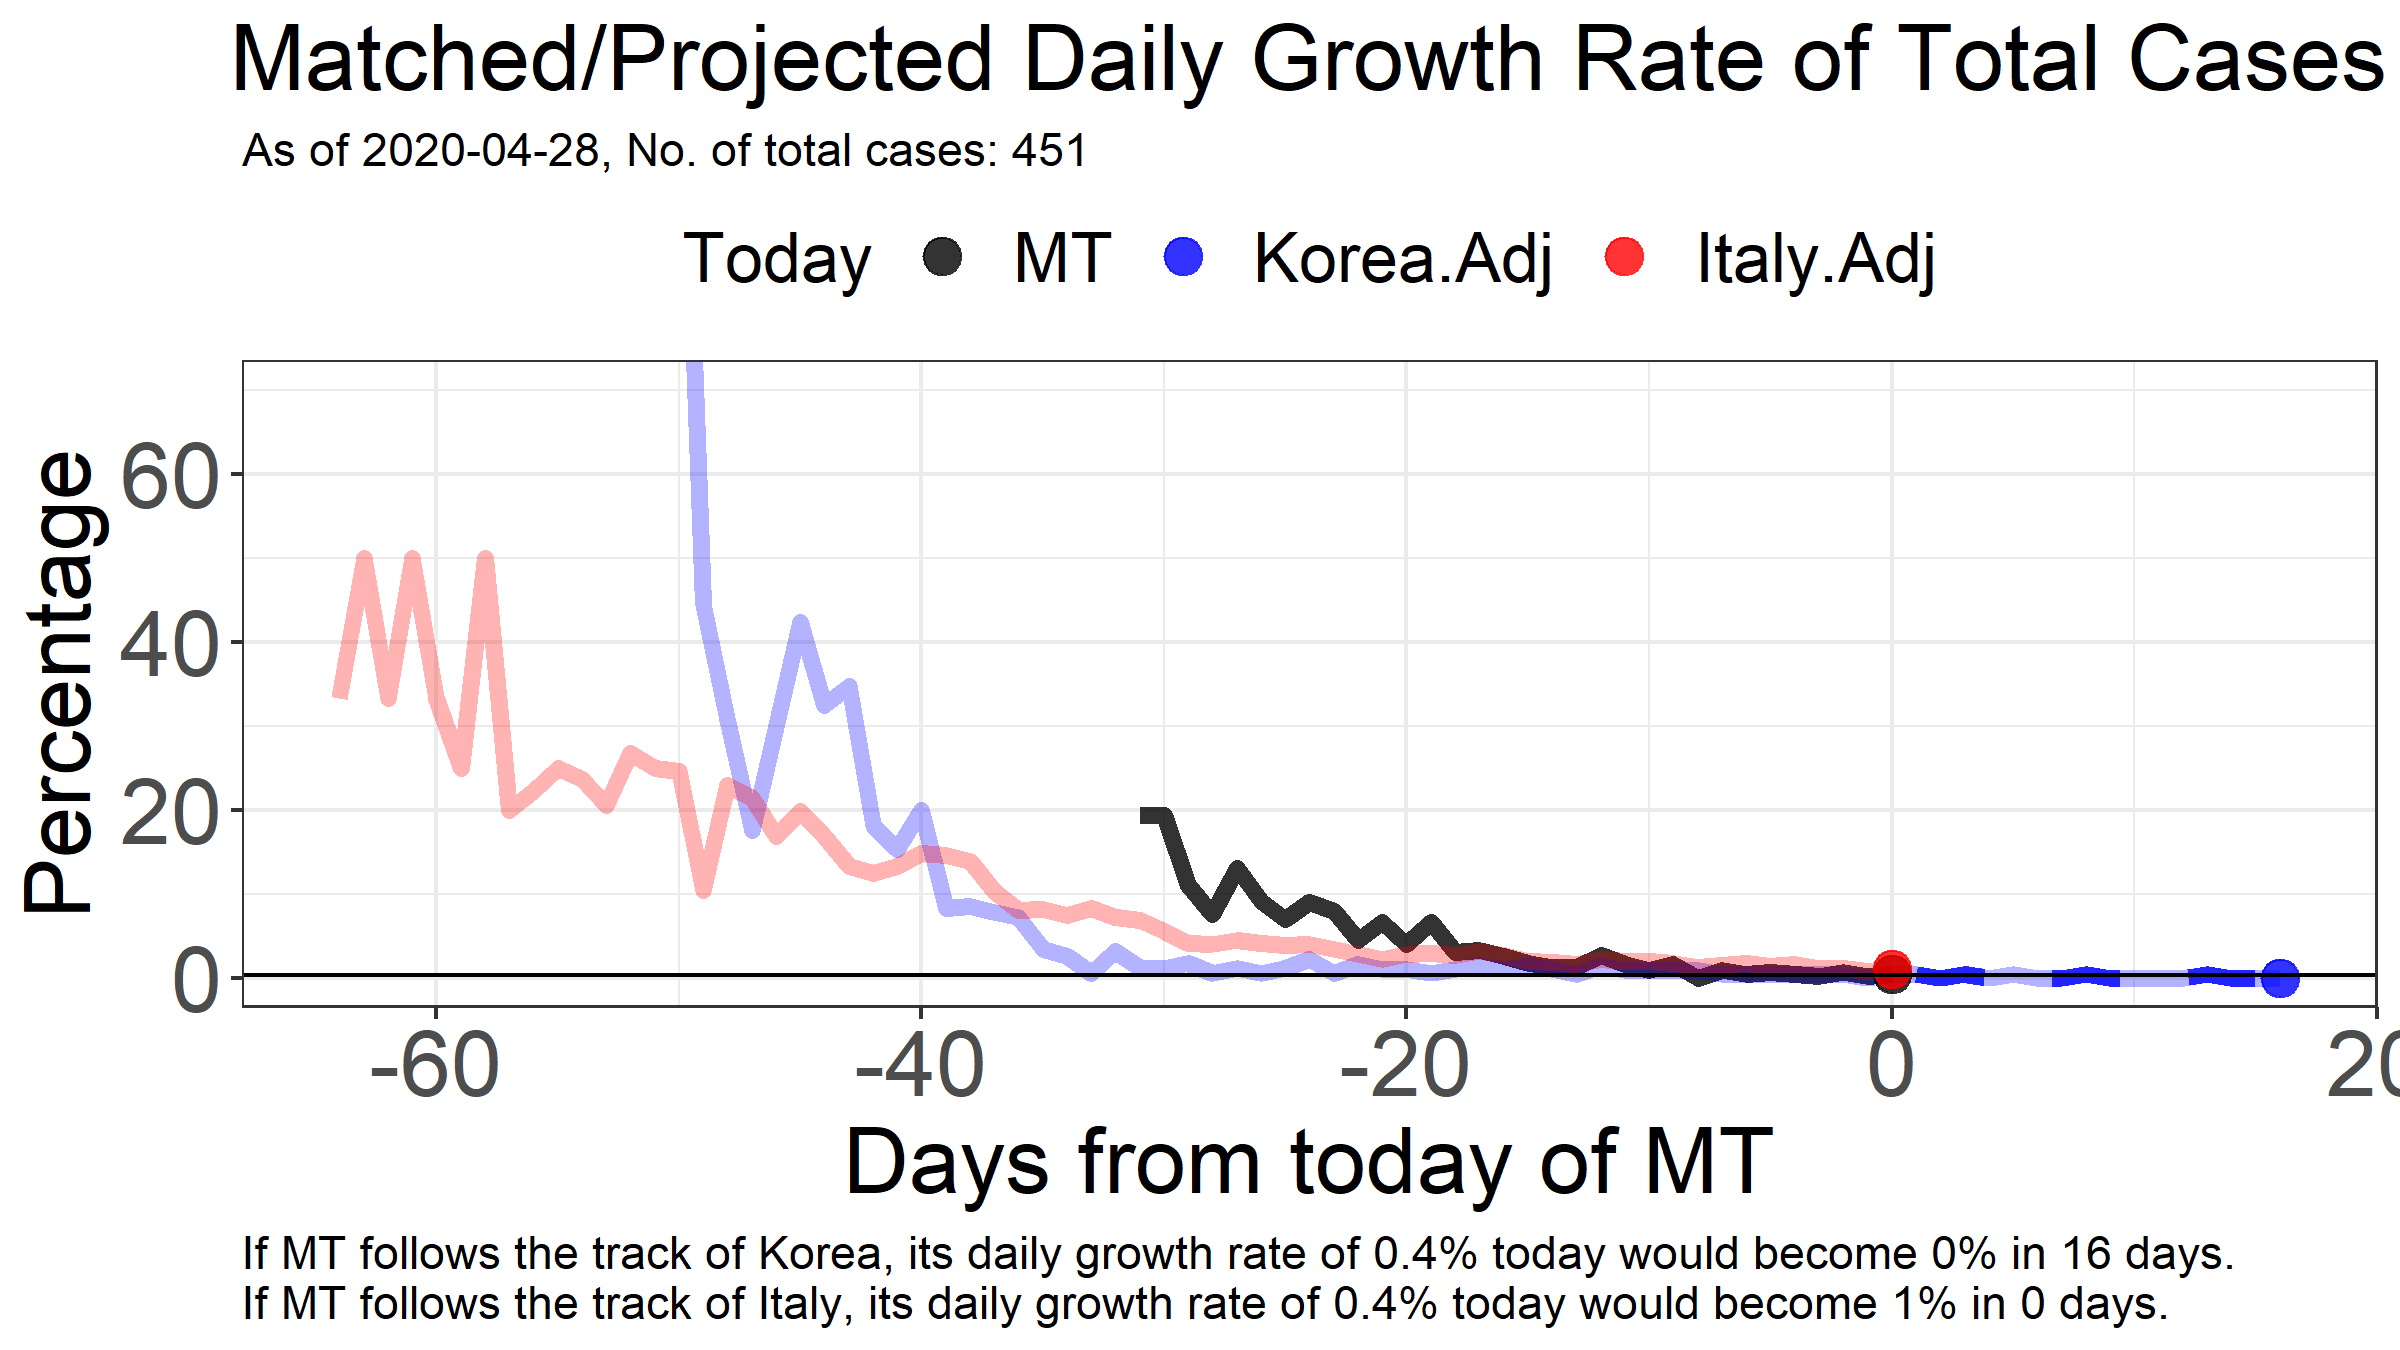 Matched/Projected Daily Growth Rate of Total Cases
As of 2020-04-28, No. of total cases: 451
Today MT Korea.Adj Italy.Adj
Percentage
60
40
20
0
-60 -40 -20 0 20
Days from today of MT
If MT follows the track of Korea, its daily growth rate of 0.4% today would become 0% in 16 days.
If MT follows the track of Italy, its daily growth rate of 0.4% today would become 1% in 0 days.